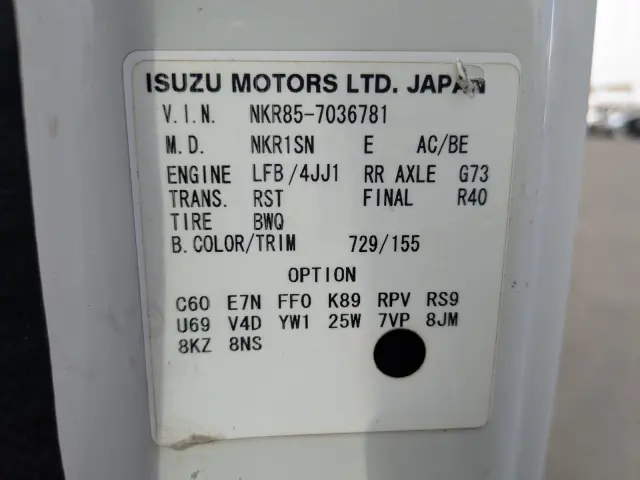 ISUZU MOTORS LTD. JAPAN
V.I.N. NKR85-7036781
M.D. NKR1SN E AC/BE
ENGINE LFB/4JJ1 RR AXLE G73
TRANS. RST FINAL R40
TIRE BWQ
B.COLOR/TRIM 729/155
OPTION
C60 E7N FF0 K89 RPV RS9
U69 V4D YW1 25W 7VP 8JM
8KZ 8NS